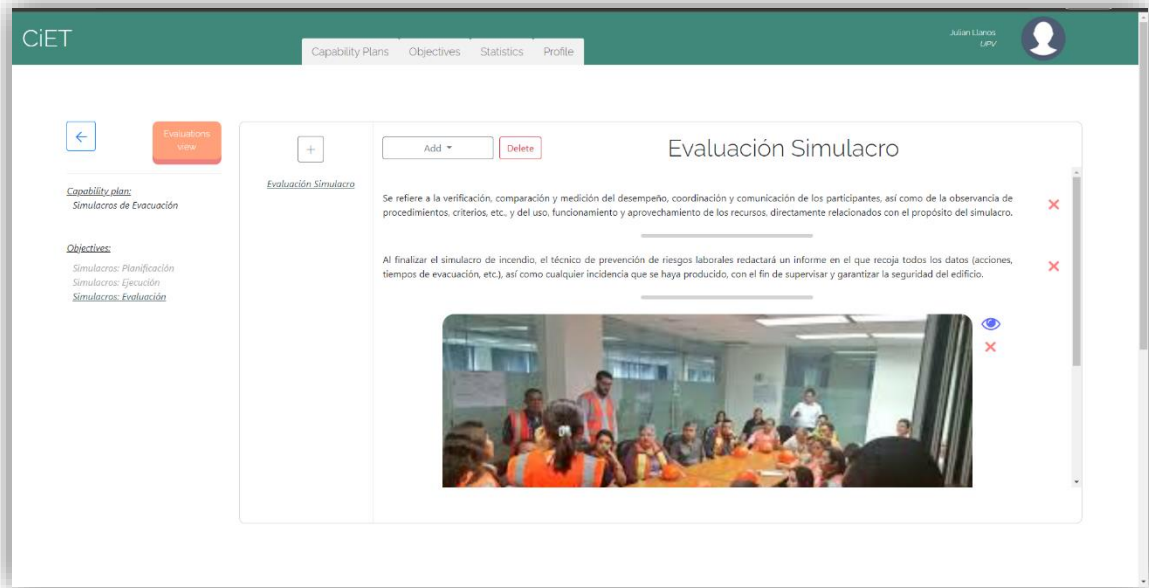 CiET
Capability Plans Objectives Statistics Profile
Julian Llanos
UPV
Evaluations
view
Capability plan:
Simulacros de Evacuación
Objectives:
Simulacros: Planificación
Simulacros: Ejecución
Simulacros: Evaluación
+
Evaluación Simulacro
Add
Delete
Evaluación Simulacro
Se refiere a la verificación, comparación y medición del desempeño, coordinación y comunicación de los participantes, así como de la observancia de
procedimientos, criterios, etc., y del uso, funcionamiento y aprovechamiento de los recursos, directamente relacionados con el propósito del simulacro.
Al finalizar el simulacro de incendio, el técnico de prevención de riesgos laborales redactará un informe en el que recoja todos los datos (acciones,
tiempos de evacuación, etc.), así como cualquier incidencia que se haya producido, con el fin de supervisar y garantizar la seguridad del edificio.